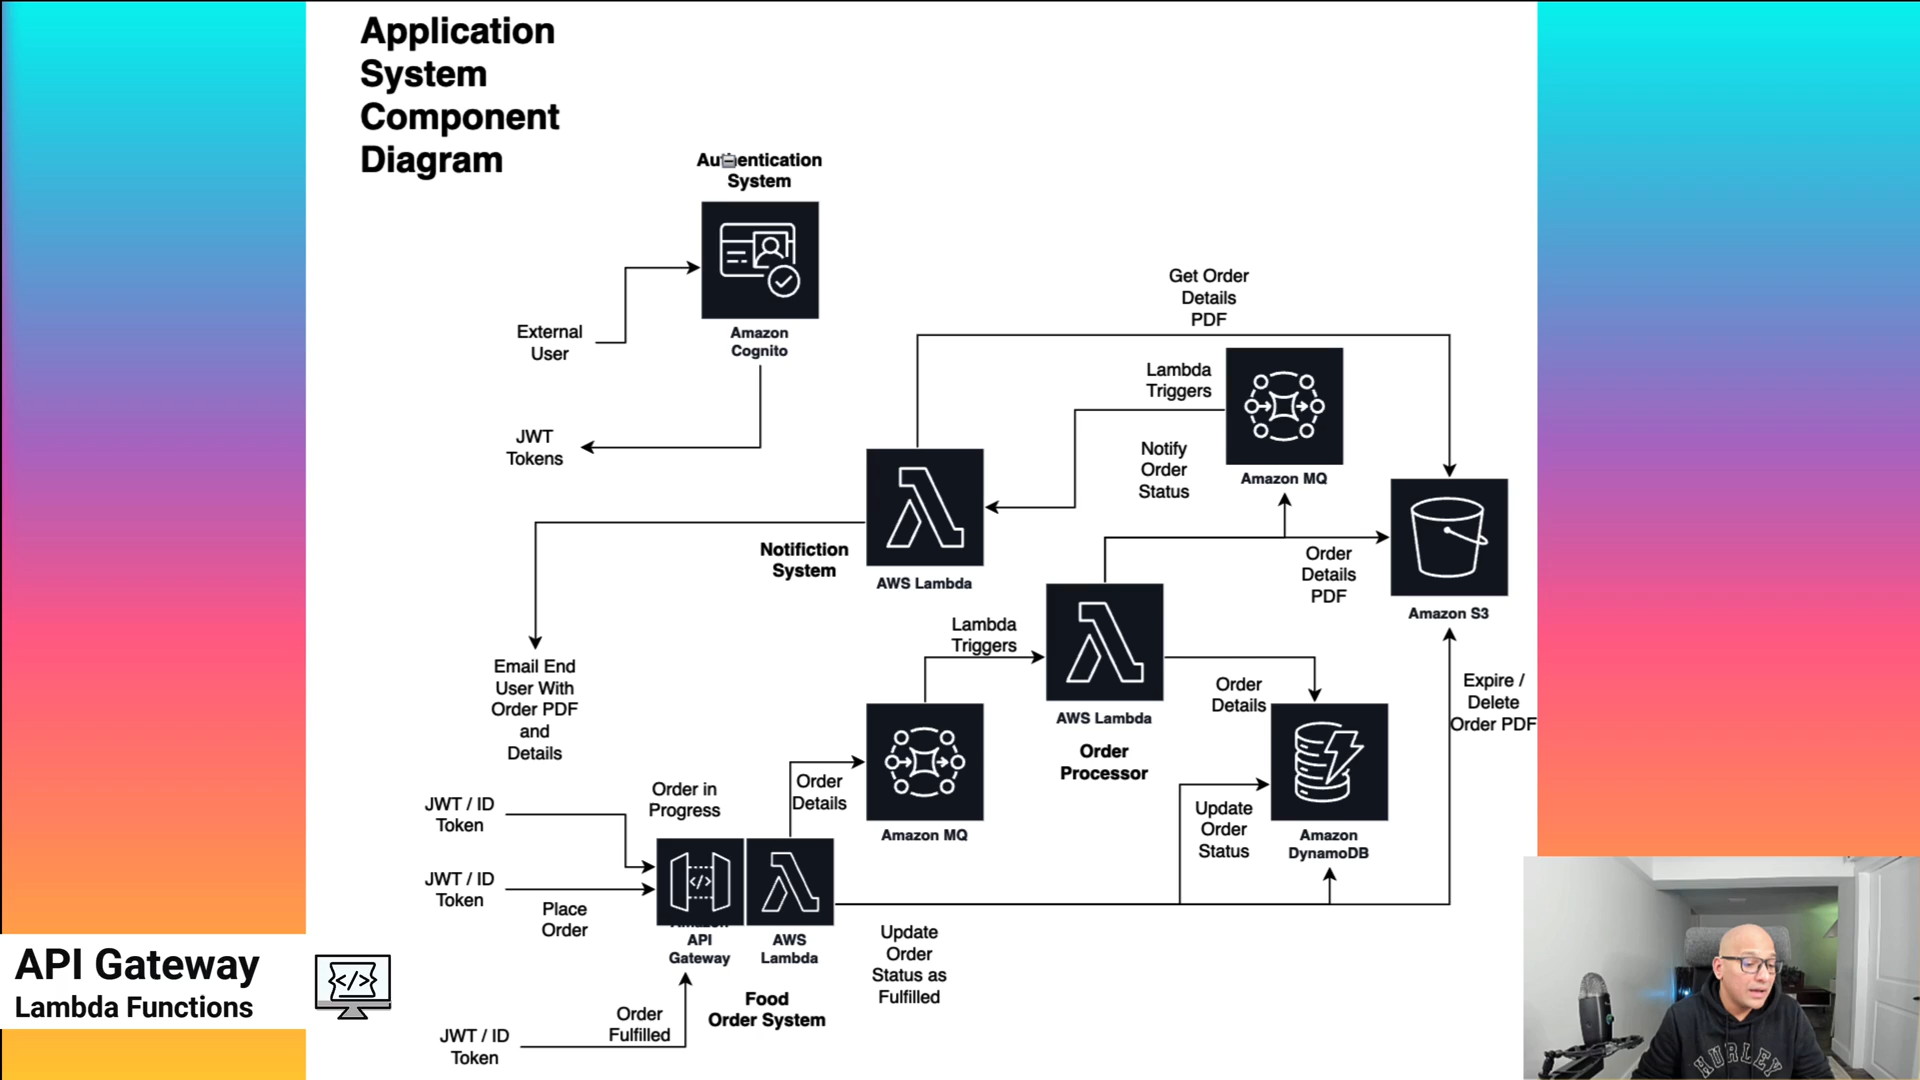 Application
System
Component
Diagram
Authentication
System
Amazon
Cognito
External
User
JWT
Tokens
Get Order
Details
PDF
Lambda
Triggers
Notify
Order
Status
Amazon MQ
Notifiction
System
AWS Lambda
Order
Details
PDF
Amazon S3
Email End
User With
Order PDF
and
Details
Lambda
Triggers
AWS Lambda
Order
Processor
Order
Details
Expire /
Delete
Order PDF
Order in
Progress
Order
Details
Amazon MQ
Update
Order
Status
Amazon
DynamoDB
JWT / ID
Token
JWT / ID
Token
Place
Order
</>
Amazon
API
Gateway
AWS
Lambda
Food
Order System
Update
Order
Status as
Fulfilled
Order
Fulfilled
JWT / ID
Token
API Gateway
Lambda Functions
</>
HURLEY